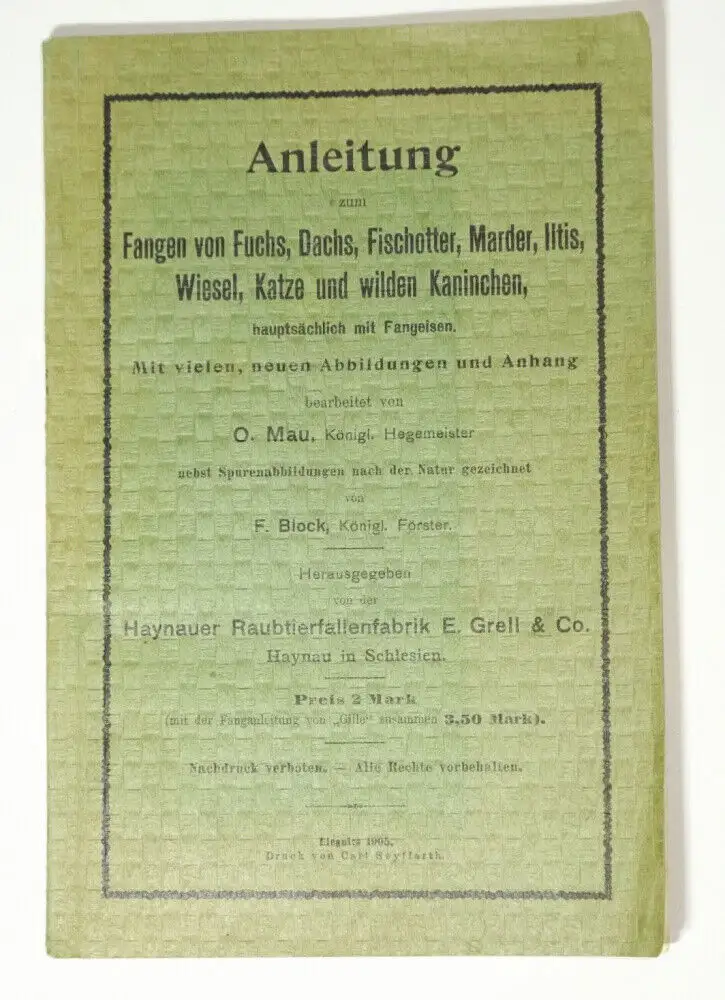 Anleitung
zum
Fangen von Fuchs, Dachs, Fischotter, Marder, Iltis,
Wiesel, Katze und wilden Kaninchen,
hauptsächlich mit Fangeisen.
Mit vielen, neuen Abbildungen und Anhang
bearbeitet von
O. Mau, Königl. Hegemeister
nebst Spurenabbildungen nach der Natur gezeichnet
von
F. Block, Königl. Förster.
Herausgegeben
von der
Haynauer Raubtierfallenfabrik E. Grell & Co.
Haynau in Schlesien.
Preis 2 Mark
(mit der Fanganleitung von „Gille" zusammen 3,50 Mark).
Nachdruck verboten. — Alle Rechte vorbehalten.
Liegnitz 1905.
Druck von Carl Seyffarth.